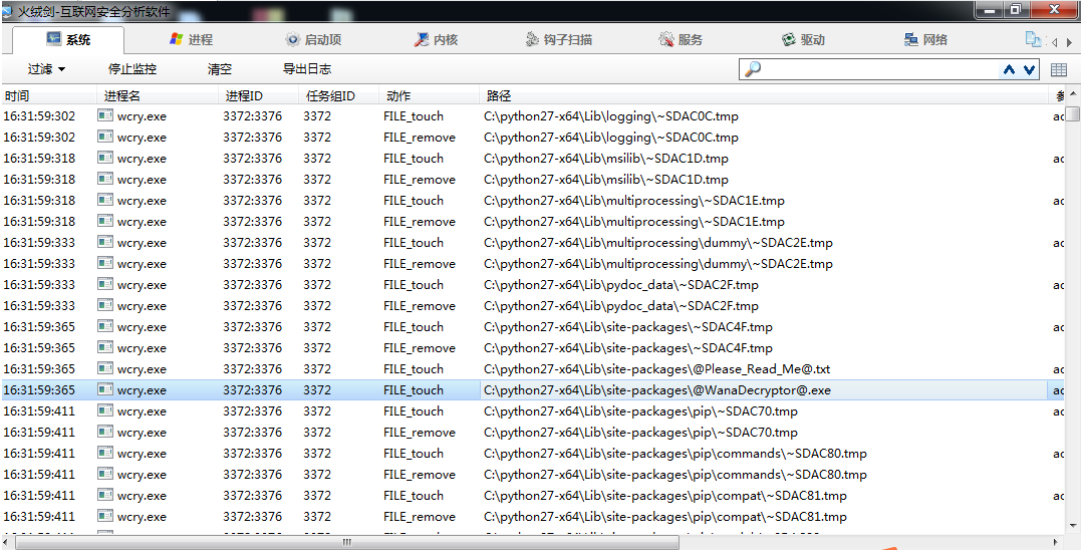 火绒剑-互联网安全分析软件
系统 进程 启动项 内核 钩子扫描 服务 驱动 网络
过滤 停止监控 清空 导出日志
时间 进程名 进程ID 任务组ID 动作 路径
16:31:59:302 wcry.exe 3372:3376 3372 FILE_touch C:\python27-x64\Lib\logging\~SDAC0C.tmp ac
16:31:59:302 wcry.exe 3372:3376 3372 FILE_remove C:\python27-x64\Lib\logging\~SDAC0C.tmp
16:31:59:318 wcry.exe 3372:3376 3372 FILE_touch C:\python27-x64\Lib\msilib\~SDAC1D.tmp ac
16:31:59:318 wcry.exe 3372:3376 3372 FILE_remove C:\python27-x64\Lib\msilib\~SDAC1D.tmp
16:31:59:318 wcry.exe 3372:3376 3372 FILE_touch C:\python27-x64\Lib\multiprocessing\~SDAC1E.tmp ac
16:31:59:318 wcry.exe 3372:3376 3372 FILE_remove C:\python27-x64\Lib\multiprocessing\~SDAC1E.tmp
16:31:59:333 wcry.exe 3372:3376 3372 FILE_touch C:\python27-x64\Lib\multiprocessing\dummy\~SDAC2E.tmp ac
16:31:59:333 wcry.exe 3372:3376 3372 FILE_remove C:\python27-x64\Lib\multiprocessing\dummy\~SDAC2E.tmp
16:31:59:333 wcry.exe 3372:3376 3372 FILE_touch C:\python27-x64\Lib\pydoc_data\~SDAC2F.tmp ac
16:31:59:333 wcry.exe 3372:3376 3372 FILE_remove C:\python27-x64\Lib\pydoc_data\~SDAC2F.tmp
16:31:59:365 wcry.exe 3372:3376 3372 FILE_touch C:\python27-x64\Lib\site-packages\~SDAC4F.tmp ac
16:31:59:365 wcry.exe 3372:3376 3372 FILE_remove C:\python27-x64\Lib\site-packages\~SDAC4F.tmp
16:31:59:365 wcry.exe 3372:3376 3372 FILE_touch C:\python27-x64\Lib\site-packages\@Please_Read_Me@.txt ac
16:31:59:365 wcry.exe 3372:3376 3372 FILE_touch C:\python27-x64\Lib\site-packages\@WanaDecryptor@.exe ac
16:31:59:411 wcry.exe 3372:3376 3372 FILE_touch C:\python27-x64\Lib\site-packages\pip\~SDAC70.tmp ac
16:31:59:411 wcry.exe 3372:3376 3372 FILE_remove C:\python27-x64\Lib\site-packages\pip\~SDAC70.tmp
16:31:59:411 wcry.exe 3372:3376 3372 FILE_touch C:\python27-x64\Lib\site-packages\pip\commands\~SDAC80.tmp ac
16:31:59:411 wcry.exe 3372:3376 3372 FILE_remove C:\python27-x64\Lib\site-packages\pip\commands\~SDAC80.tmp
16:31:59:411 wcry.exe 3372:3376 3372 FILE_touch C:\python27-x64\Lib\site-packages\pip\compat\~SDAC81.tmp ac
16:31:59:411 wcry.exe 3372:3376 3372 FILE_remove C:\python27-x64\Lib\site-packages\pip\compat\~SDAC81.tmp